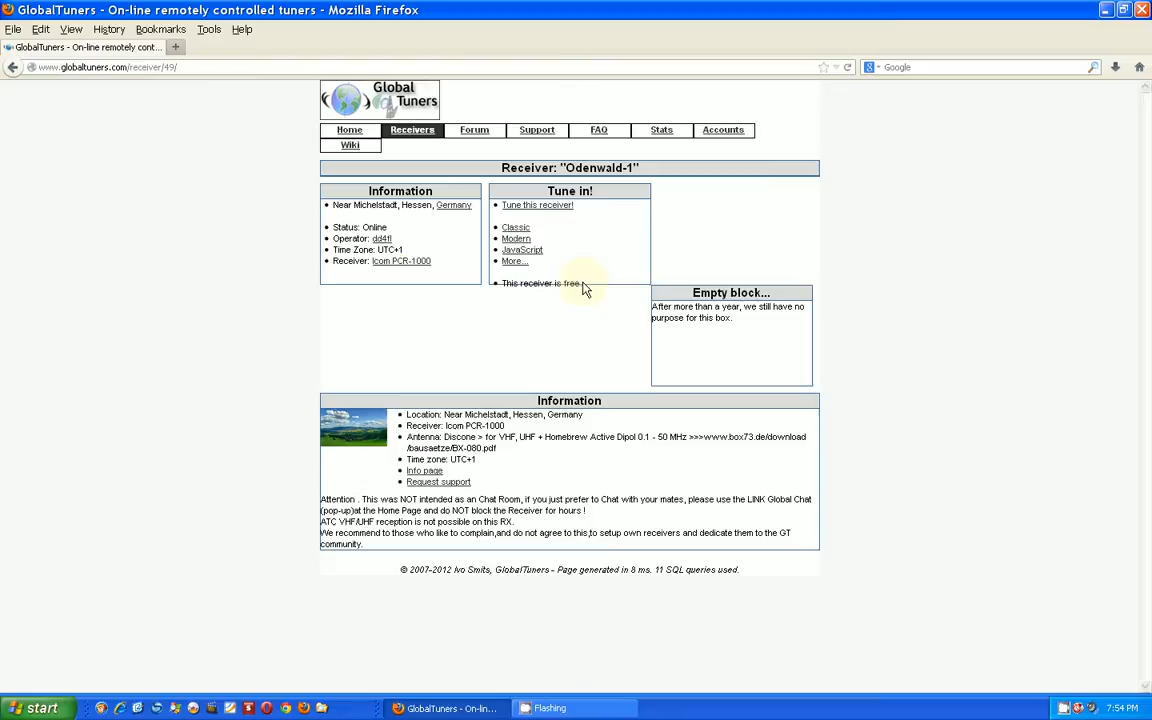 GlobalTuners - On-line remotely controlled tuners - Mozilla Firefox
File Edit View History Bookmarks Tools Help
GlobalTuners - On-line remotely cont... +
www.globaltuners.com/receiver/49/
Google
Global
Tuners
Home Receivers Forum Support FAQ Stats Accounts
Wiki
Receiver: "Odenwald-1"
Information
Near Michelstadt, Hessen, Germany
Status: Online
Operator: dd4fl
Time Zone: UTC+1
Receiver: Icom PCR-1000
Tune in!
Tune this receiver!
Classic
Modern
JavaScript
More...
This receiver is free
Empty block...
After more than a year, we still have no
purpose for this box.
Information
Location: Near Michelstadt, Hessen, Germany
Receiver: Icom PCR-1000
Antenna: Discone > for VHF, UHF + Homebrew Active Dipol 0.1 - 50 MHz >>>www.box73.de/download
/bausaetze/BX-080.pdf
Time zone: UTC+1
Info page
Request support
Attention . This was NOT intended as an Chat Room, if you just prefer to Chat with your mates, please use the LINK Global Chat
(pop-up)at the Home Page and do NOT block the Receiver for hours !
ATC VHF/UHF reception is not possible on this RX.
We recommend to those who like to complain,and do not agree to this,to setup own receivers and dedicate them to the GT
community.
© 2007-2012 Ivo Smits, GlobalTuners - Page generated in 8 ms. 11 SQL queries used.
start
GlobalTuners - On-lin...
Flashing
7:54 PM